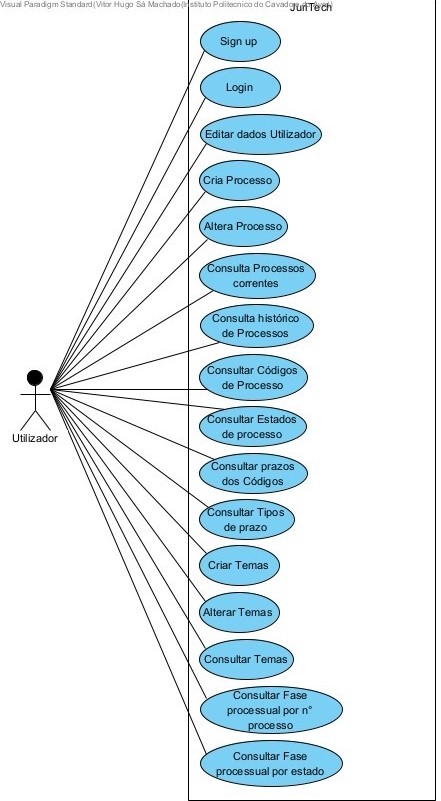 Visual Paradigm Standard(Vitor Hugo Sá Machado(Instituto Politecnico do Cavado
JuriTech
Sign up
Login
Editar dados Utilizador
Cria Processo
Altera Processo
Consulta Processos
correntes
Consulta histórico
de Processos
Consultar Códigos
de Processo
Consultar Estados
de processo
Consultar prazos
dos Códigos
Consultar Tipos
de prazo
Criar Temas
Alterar Temas
Consultar Temas
Consultar Fase
processual por n°
processo
Consultar Fase
processual por estado
Utilizador